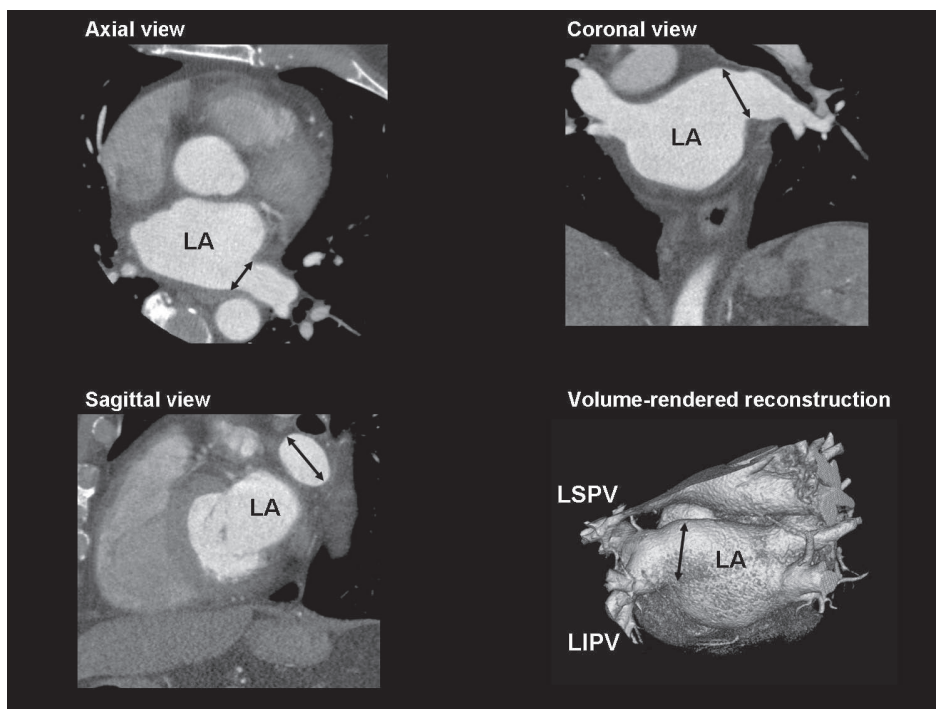 Axial view
Coronal view
LA
LA
Sagittal view
Volume-rendered reconstruction
LA
LSPV
LA
LIPV